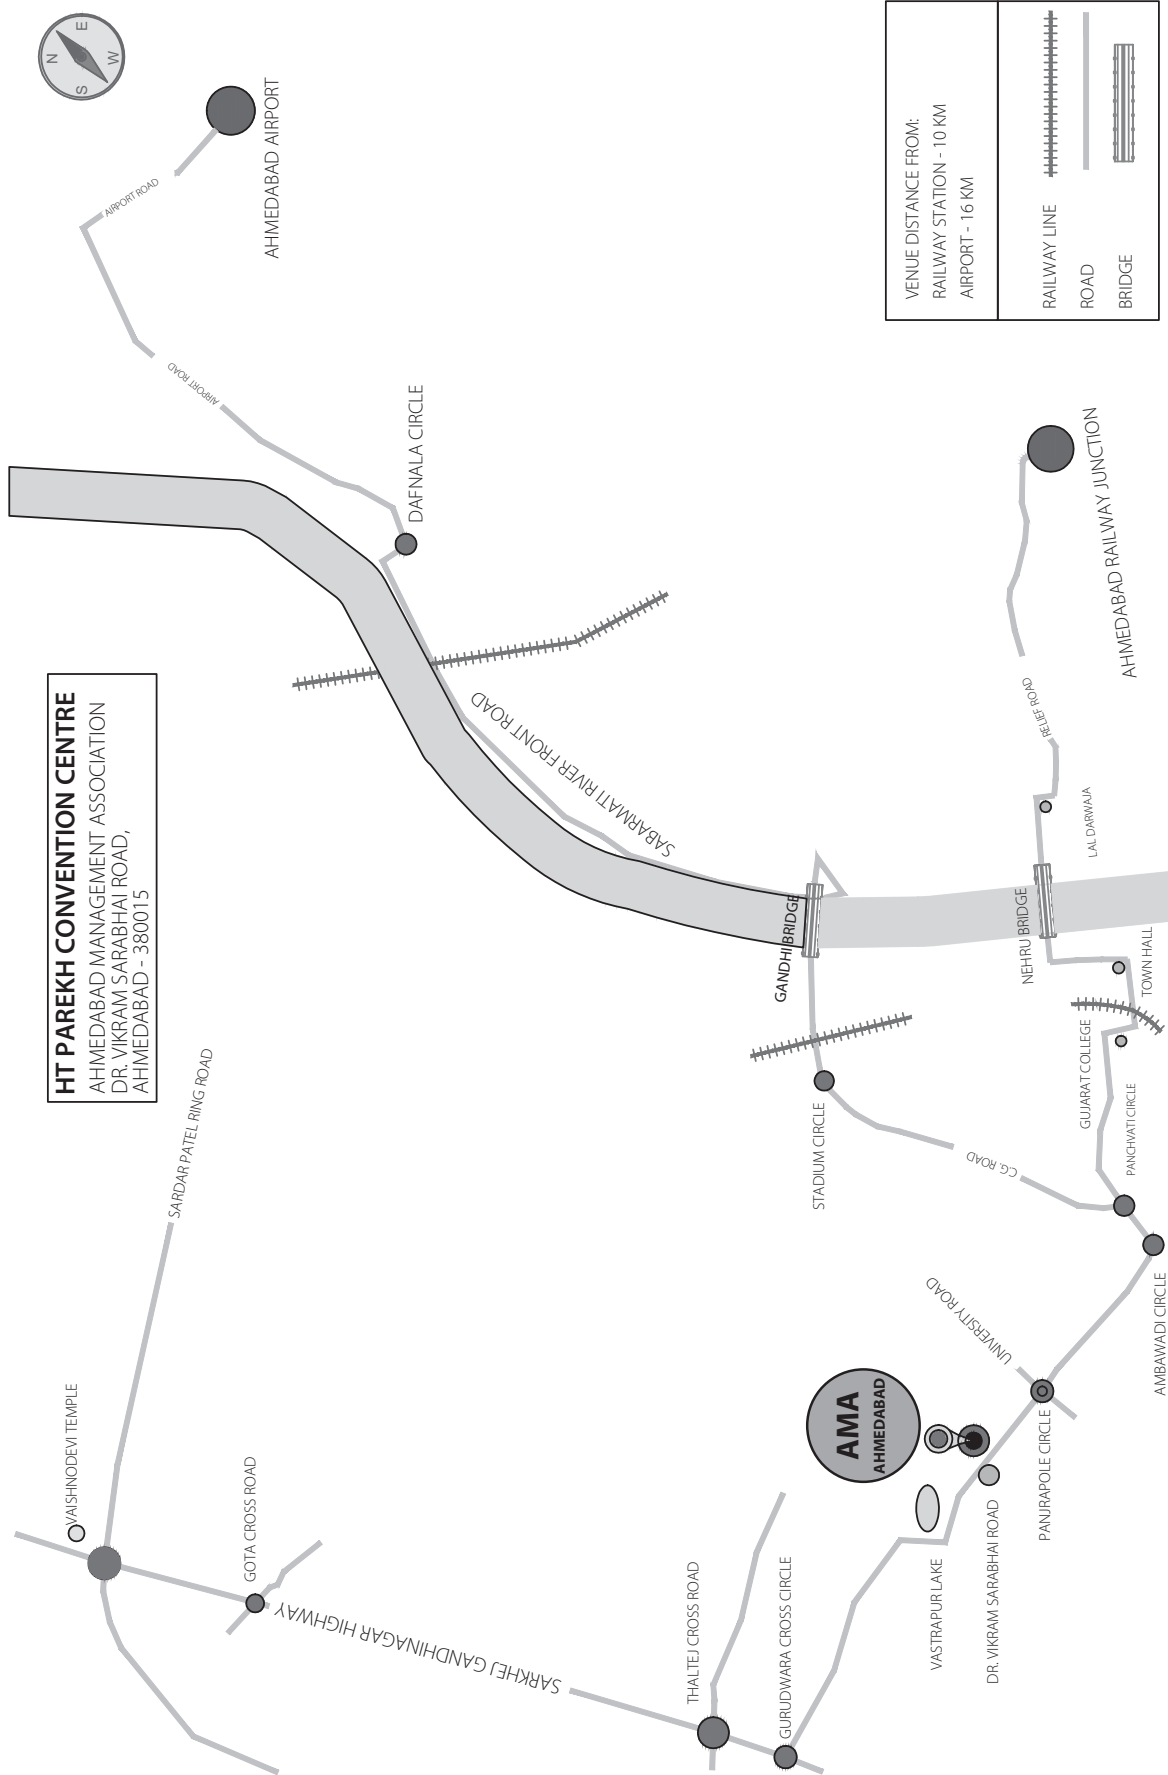 HT PAREKH CONVENTION CENTRE
AHMEDABAD MANAGEMENT ASSOCIATION
DR. VIKRAM SARABHAI ROAD,
AHMEDABAD - 380015
N
E
S
W
AHMEDABAD AIRPORT
AIRPORT ROAD
AIRPORT ROAD
DAFNALA CIRCLE
SABARMATI RIVER FRONT ROAD
SARDAR PATEL RING ROAD
VAISHNODEVI TEMPLE
GOTA CROSS ROAD
SARKHEJ GANDHINAGAR HIGHWAY
THALTEJ CROSS ROAD
GURUDWARA CROSS CIRCLE
VASTRAPUR LAKE
DR. VIKRAM SARABHAI ROAD
AMA
AHMEDABAD
PANJRAPOLE CIRCLE
UNIVERSITY ROAD
AMBAWADI CIRCLE
PANCHVATI CIRCLE
C.G. ROAD
STADIUM CIRCLE
GANDHI BRIDGE
GUJARAT COLLEGE
TOWN HALL
NEHRU BRIDGE
LAL DARWAJA
RELIEF ROAD
AHMEDABAD RAILWAY JUNCTION
VENUE DISTANCE FROM:
RAILWAY STATION - 10 KM
AIRPORT - 16 KM
RAILWAY LINE
ROAD
BRIDGE